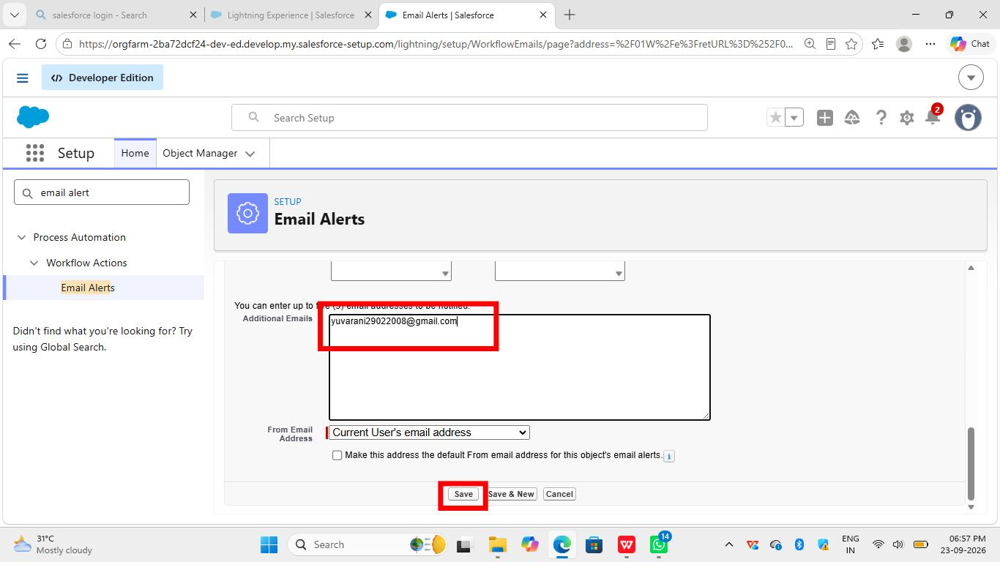 salesforce login - Search
Lightning Experience | Salesforce
Email Alerts | Salesforce
https://orgfarm-2ba72dcf24-dev-ed.develop.my.salesforce-setup.com/lightning/setup/WorkflowEmails/page?address=%2F01W%2Fe%3FretURL%3D%252F0...
Chat
Developer Edition
Search Setup
2
Setup
Home
Object Manager
email alert
Process Automation
Workflow Actions
Email Alerts
Didn't find what you're looking for? Try
using Global Search.
SETUP
Email Alerts
You can enter up to five (5) email addresses to be notified.
Additional Emails
yuvarani29022008@gmail.com
From Email
Address
Current User's email address
Make this address the default From email address for this object's email alerts.
Save
Save & New
Cancel
31°C
Mostly cloudy
Search
14
ENG
IN
06:57 PM
23-09-2026